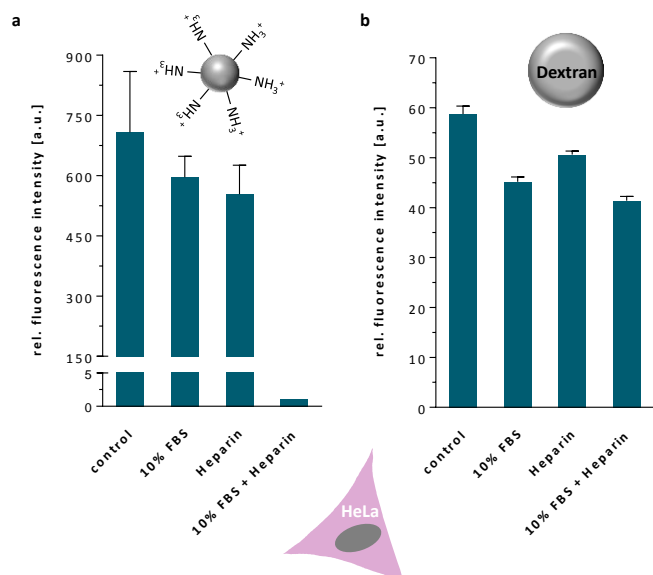 a
NH₃⁺
NH₃⁺
NH₃⁺
NH₃⁺
NH₃⁺
NH₃⁺
rel. fluorescence intensity [a.u.]
900
750
600
450
300
150
5
0
control
10% FBS
Heparin
10% FBS + Heparin
b
Dextran
rel. fluorescence intensity [a.u.]
70
60
50
40
30
20
10
0
control
10% FBS
Heparin
10% FBS + Heparin
HeLa